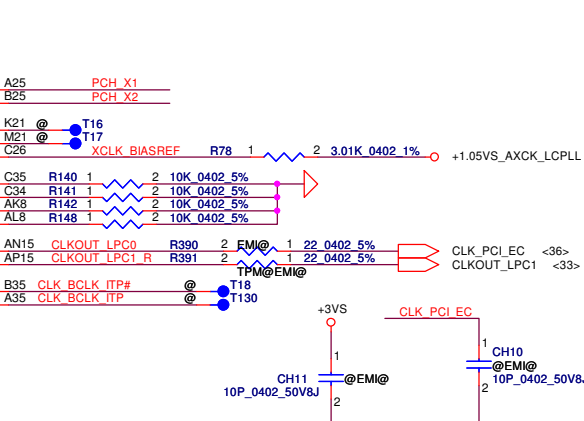 A25 PCH_X1
B25 PCH_X2
K21 @ T16
M21 @ T17
C26 XCLK_BIASREF R78 1 2 3.01K_0402_1% +1.05VS_AXCK_LCPLL
C35 R140 1 2 10K_0402_5%
C34 R141 1 2 10K_0402_5%
AK8 R142 1 2 10K_0402_5%
AL8 R148 1 2 10K_0402_5%
AN15 CLKOUT_LPC0 R390 2 EMI@ 1 22_0402_5% CLK_PCI_EC <36>
AP15 CLKOUT_LPC1_R R391 2 1 22_0402_5% CLKOUT_LPC1 <33>
TPM@EMI@
B35 CLK_BCLK_ITP# @ T18
A35 CLK_BCLK_ITP @ T130
+3VS CLK_PCI_EC
1 1
CH10
CH11 @EMI@ @EMI@
10P_0402_50V8J 10P_0402_50V8J
2 2